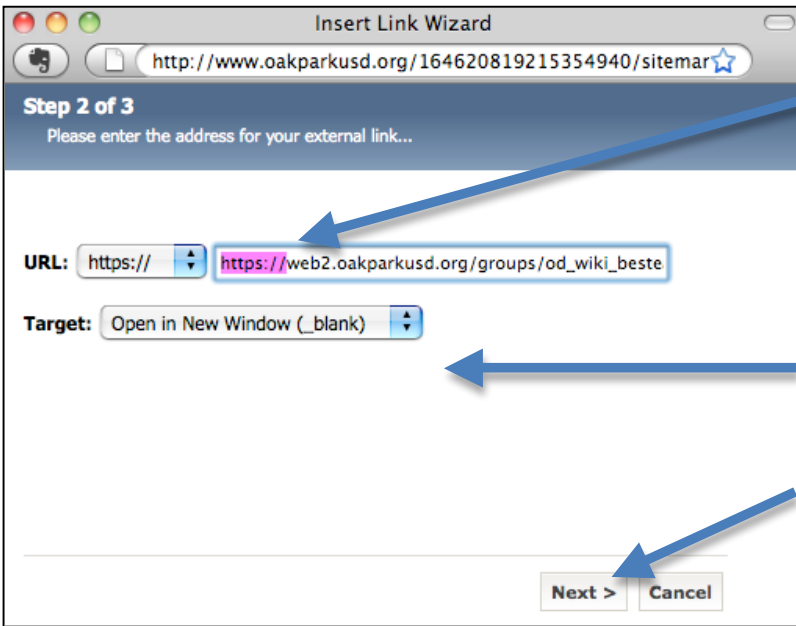 Insert Link Wizard
http://www.oakparkusd.org/164620819215354940/sitemar
Step 2 of 3
Please enter the address for your external link...
URL: https:// https://web2.oakparkusd.org/groups/od_wiki_beste
Target: Open in New Window (_blank)
Next > Cancel